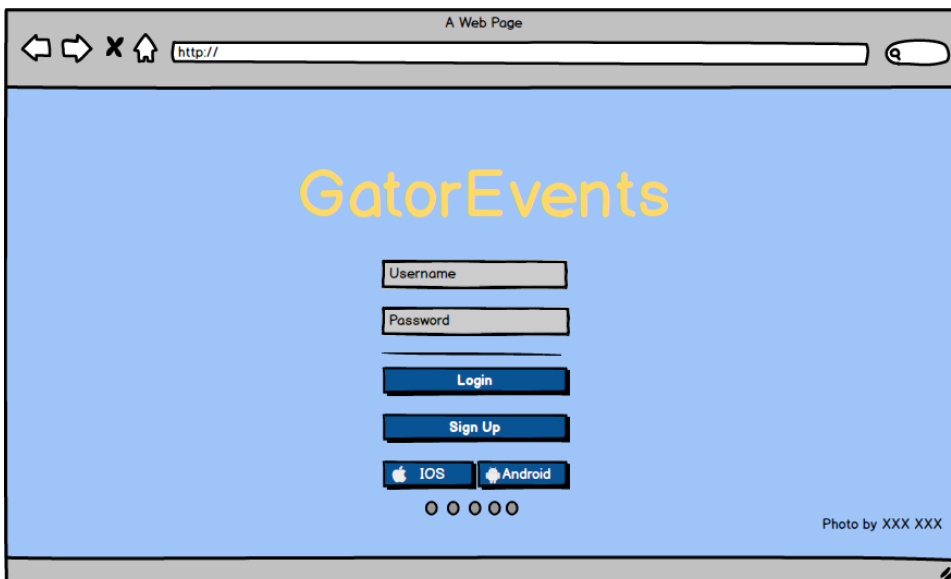 A Web Page
http://
GatorEvents
Username
Password
Login
Sign Up
IOS Android
Photo by XXX XXX